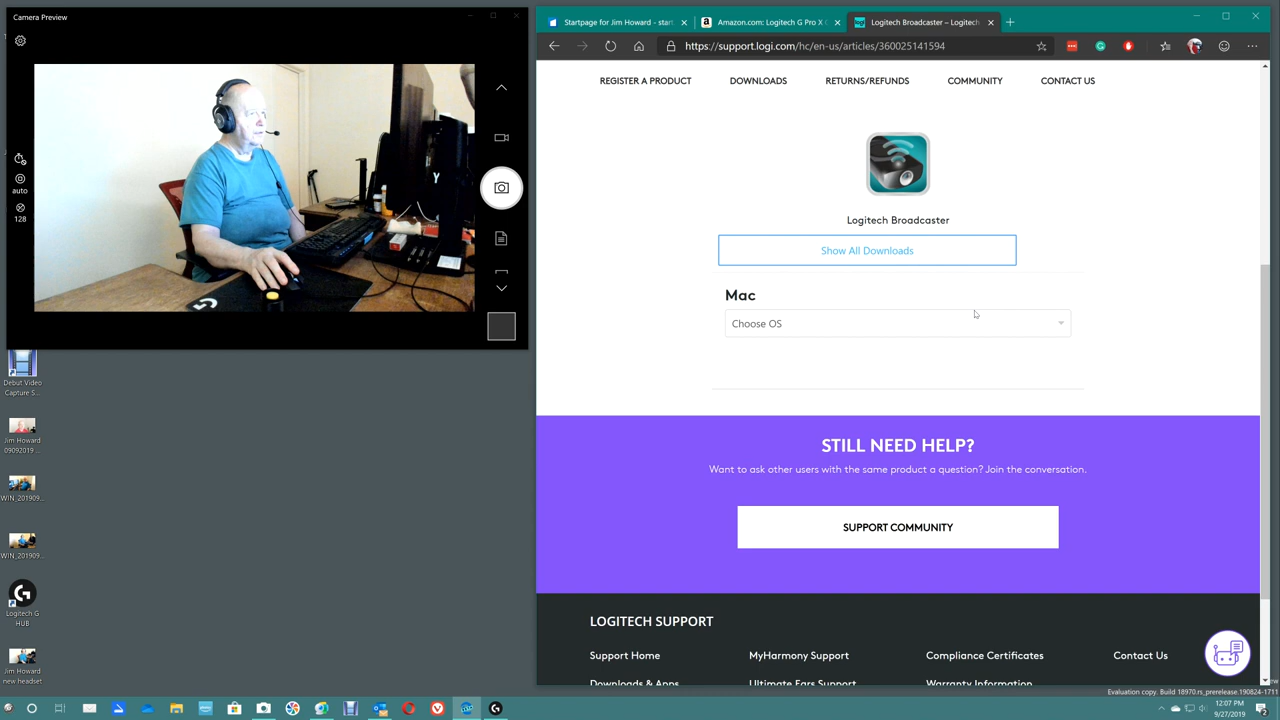 Camera Preview
auto
128
Startpage for Jim Howard - star
Amazon.com: Logitech G Pro X
Logitech Broadcaster – Logitech
https://support.logi.com/hc/en-us/articles/360025141594
REGISTER A PRODUCT
DOWNLOADS
RETURNS/REFUNDS
COMMUNITY
CONTACT US
Logitech Broadcaster
Show All Downloads
Mac
Choose OS
STILL NEED HELP?
Want to ask other users with the same product a question? Join the conversation.
SUPPORT COMMUNITY
LOGITECH SUPPORT
Support Home
MyHarmony Support
Compliance Certificates
Contact Us
Downloads & Apps
Ultimate Ears Support
Warranty Information
Debut Video
Capture S...
Jim Howard
09092019 ...
WIN_201909...
WIN_201909...
Logitech G
HUB
Jim Howard
new headset
Evaluation copy. Build 18970.rs_prerelease.190824-1711
12:07 PM
9/27/2019